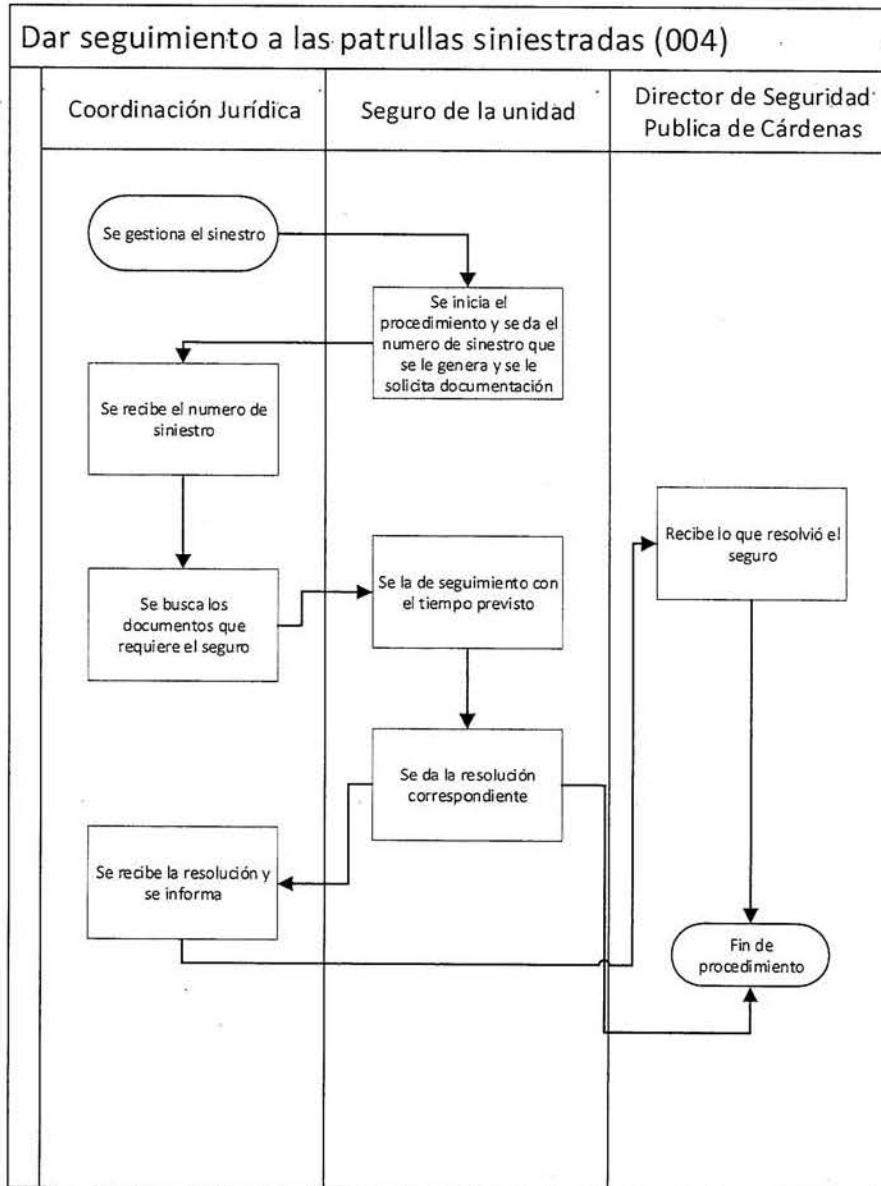 Dar seguimiento a las patrullas siniestradas (004)
Coordinación Jurídica
Seguro de la unidad
Director de Seguridad
Publica de Cárdenas
Se gestiona el sinestro
Se inicia el
procedimiento y se da el
numero de sinestro que
se le genera y se le
solicita documentación
Se recibe el numero de
siniestro
Se busca los
documentos que
requiere el seguro
Se la de seguimiento con
el tiempo previsto
Recibe lo que resolvió el
seguro
Se da la resolución
correspondiente
Se recibe la resolución y
se informa
Fin de
procedimiento